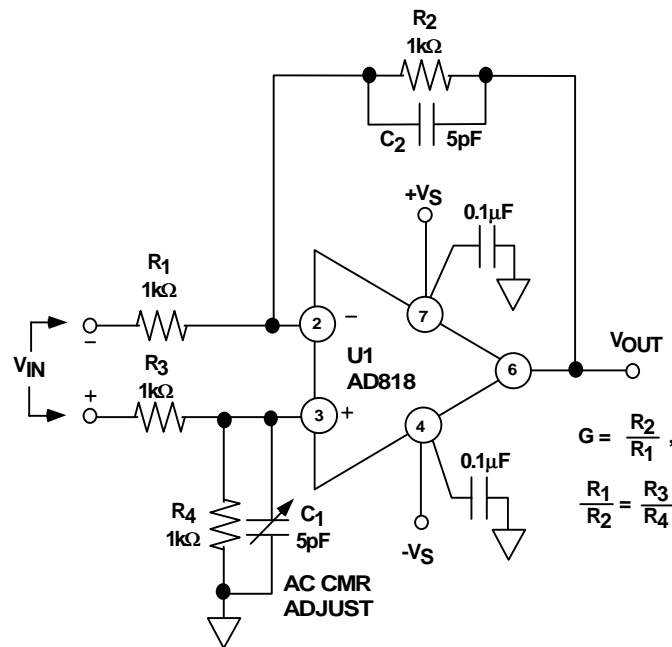 R2
1kΩ
C2
5pF
+VS
0.1μF
R1
1kΩ
2
−
7
VIN
−
U1
AD818
6
VOUT
+
R3
1kΩ
3
+
4
G = R2/R1 ,
0.1μF
R1/R2 = R3/R4
R4
1kΩ
C1
5pF
-VS
AC CMR
ADJUST